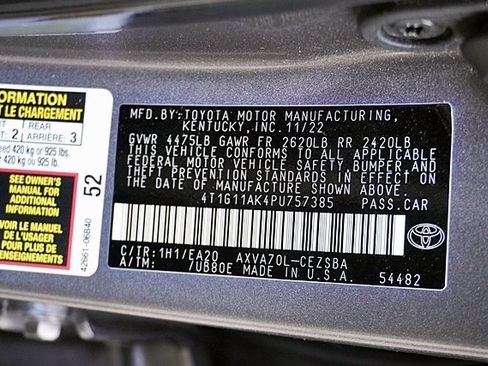 FORMATION
LE CHARGEMENT
T: 2
REAR
ARRIÈRE: 3
eed 420 kg or 925 lbs.
420 kg ou 925 lb.
SEE OWNER'S
MANUAL FOR
ADDITIONAL
INFORMATION
VOIR LE MANUEL
DE L'USAGER
POUR PLUS DE
RENSEIGNEMENTS
52
42661-06840
MFD.BY:TOYOTA MOTOR MANUFACTURING,
KENTUCKY, INC. 11/22
GVWR 4475LB GAWR FR 2620LB RR 2420LB
THIS VEHICLE CONFORMS TO ALL APPLICABLE
FEDERAL MOTOR VEHICLE SAFETY, BUMPER, AND
THEFT PREVENTION STANDARDS IN EFFECT ON
THE DATE OF MANUFACTURE SHOWN ABOVE.
4T1G11AK4PU757385 PASS.CAR
C/TR: 1H1/EA20 AXVA70L-CEZSBA
A/TM: 7UB80E MADE IN U.S.A.
54482